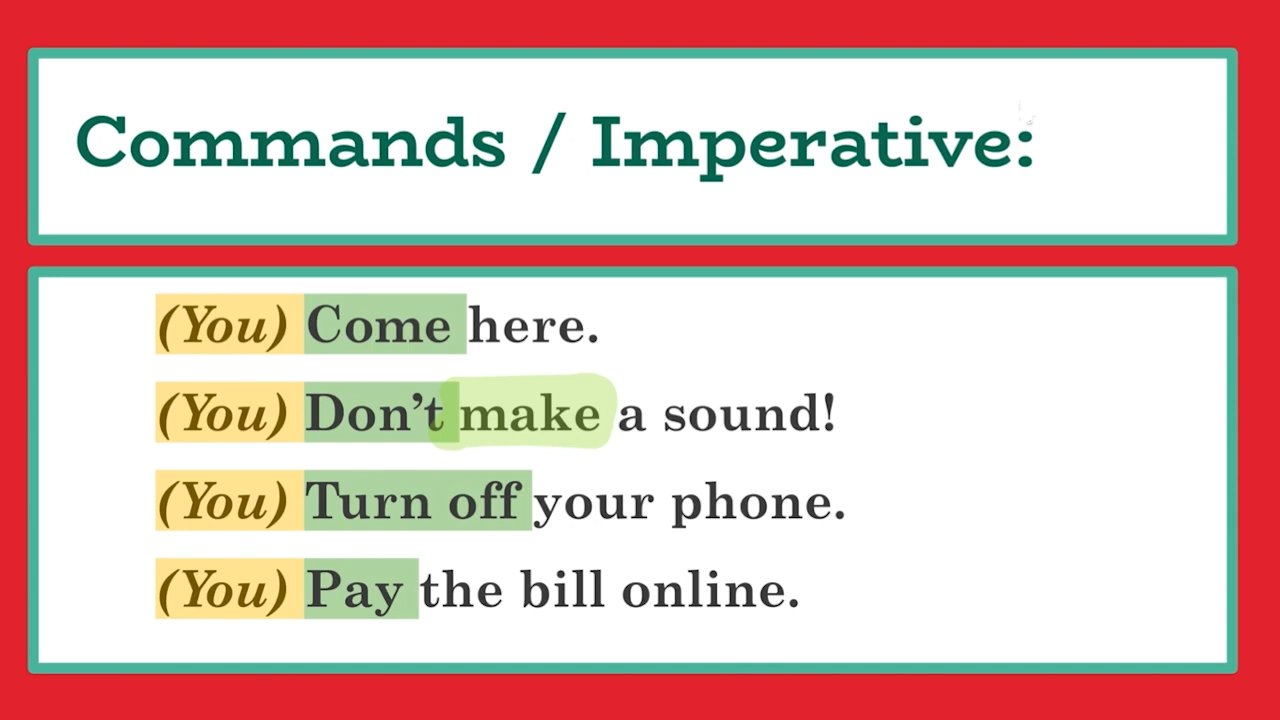 Commands / Imperative:
(You) Come here.
(You) Don’t make a sound!
(You) Turn off your phone.
(You) Pay the bill online.